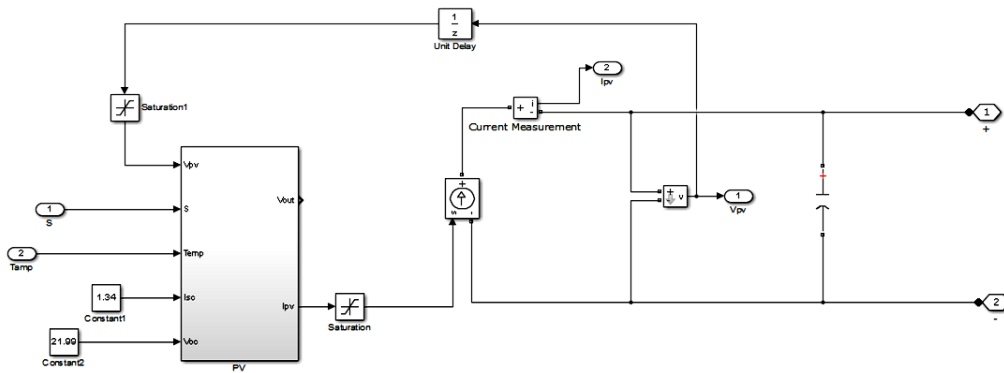 1
z
Unit Delay
2
Ipv
Saturation1
+ i
-
Current Measurement
1
+
Vpv
1
S
S
Vout
+
s -
+
- v
1
Vpv
+
2
Tamp
Temp
1.34
Constant1
Isc
Ipv
Saturation
2
-
21.99
Constant2
Voc
PV